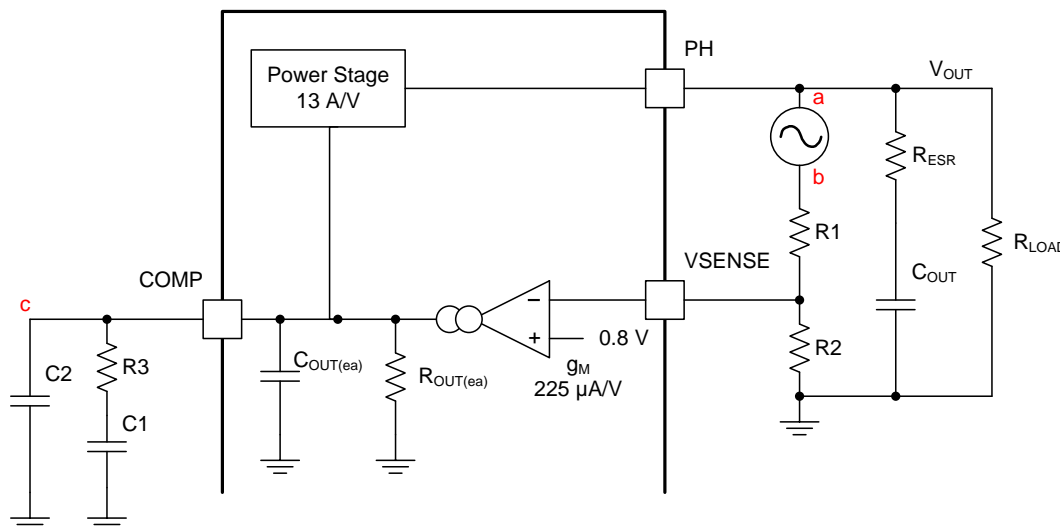 PH
Power Stage
13 A/V
VOUT
a
b
RESR
R1
RLOAD
VSENSE
COMP
COUT
c
−
+
0.8 V
R2
gM
225 µA/V
R3
C2
COUT(ea)
ROUT(ea)
C1